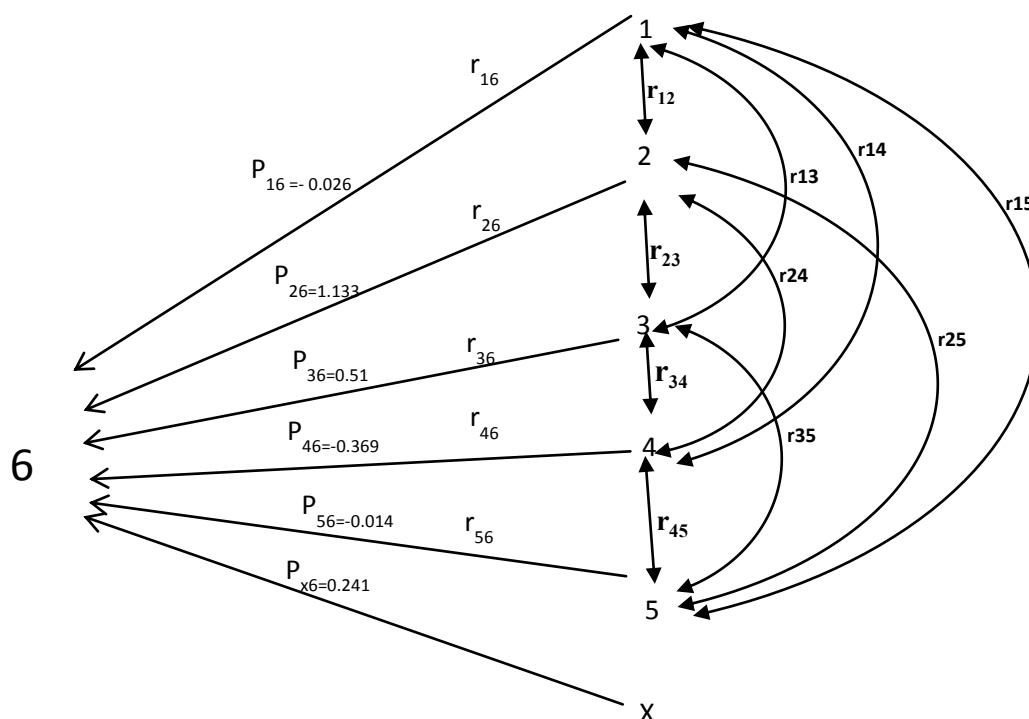 1
r16
r12
r14
P16 =- 0.026
2
r13
r15
r26
r23
r24
P26=1.133
3
r25
r36
P36=0.51
r34
r46
P46=-0.369
4
r35
6
P56=-0.014
r56
r45
Px6=0.241
5
x